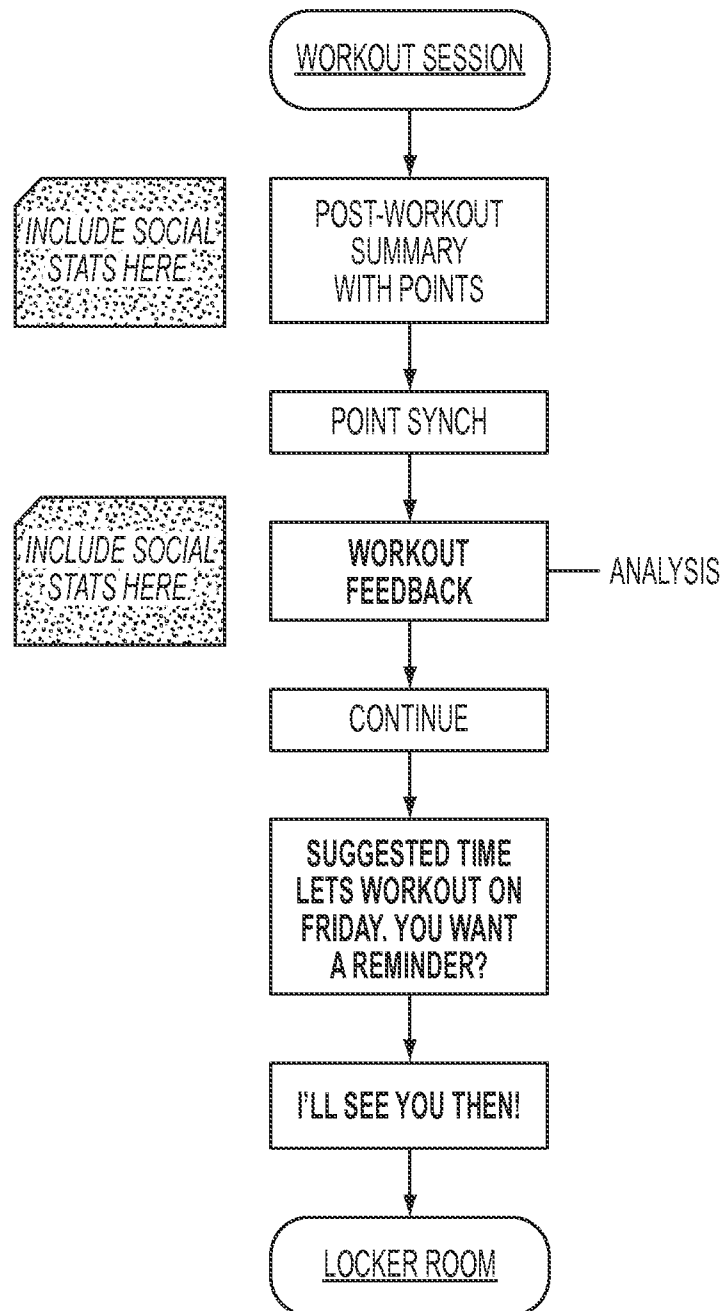 WORKOUT SESSION
INCLUDE SOCIAL
STATS HERE
POST-WORKOUT
SUMMARY
WITH POINTS
POINT SYNCH
INCLUDE SOCIAL
STATS HERE
WORKOUT
FEEDBACK
ANALYSIS
CONTINUE
SUGGESTED TIME
LETS WORKOUT ON
FRIDAY. YOU WANT
A REMINDER?
I'LL SEE YOU THEN!
LOCKER ROOM